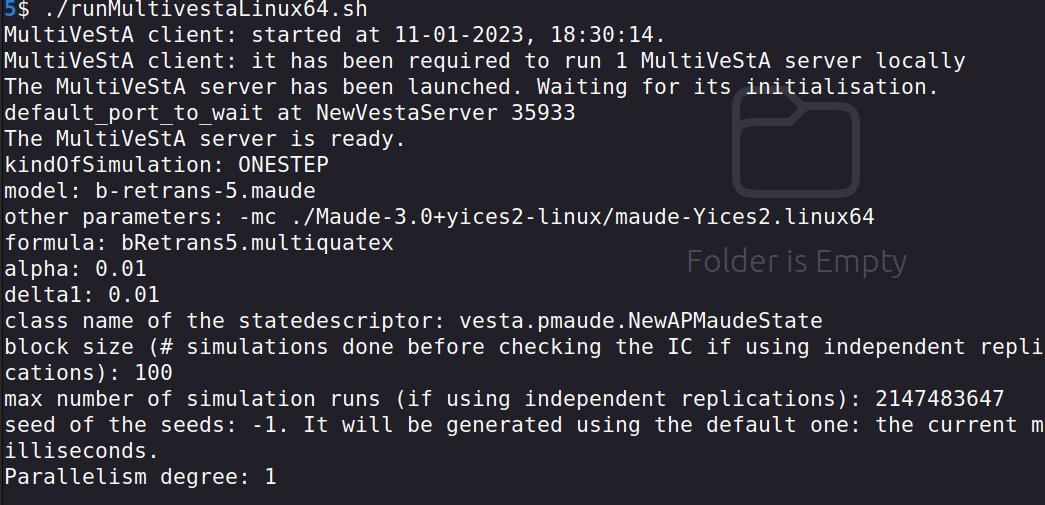 5$ ./runMultivestaLinux64.sh
MultiVeStA client: started at 11-01-2023, 18:30:14.
MultiVeStA client: it has been required to run 1 MultiVeStA server locally
The MultiVeStA server has been launched. Waiting for its initialisation.
default_port_to_wait at NewVestaServer 35933
The MultiVeStA server is ready.
kindOfSimulation: ONESTEP
model: b-retrans-5.maude
other parameters: -mc ./Maude-3.0+yices2-linux/maude-Yices2.linux64
formula: bRetrans5.multiquatex
Folder is Empty
alpha: 0.01
delta1: 0.01
class name of the statedescriptor: vesta.pmaude.NewAPMaudeState
block size (# simulations done before checking the IC if using independent repli
cations): 100
max number of simulation runs (if using independent replications): 2147483647
seed of the seeds: -1. It will be generated using the default one: the current m
illiseconds.
Parallelism degree: 1